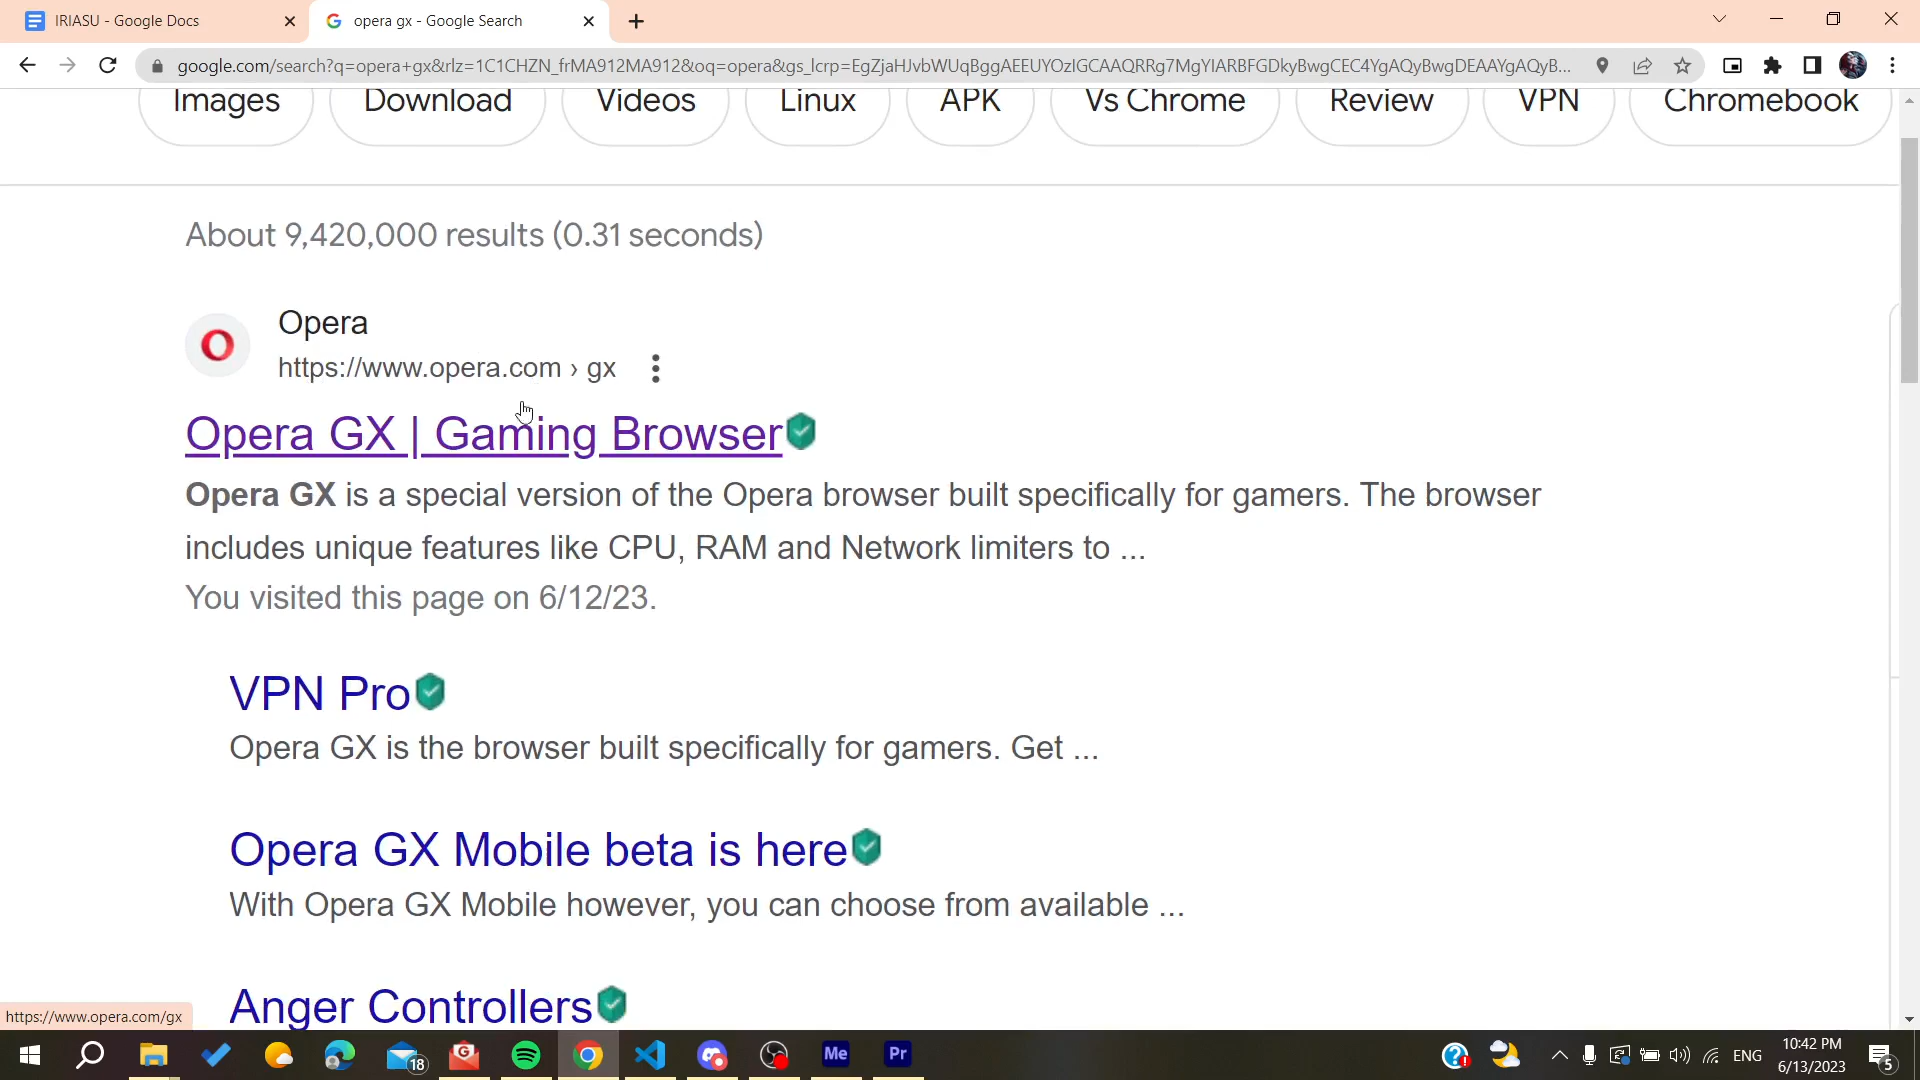 IRIASU - Google Docs
opera gx - Google Search
google.com/search?q=opera+gx&rlz=1C1CHZN_frMA912MA912&oq=opera&gs_lcrp=EgZjaHJvbWUqBggAEEUYOzIGCAAQRRg7MgYIARBFGDkyBwgCEC4YgAQyBwgDEAAYgAQyB...
Images
Download
Videos
Linux
APK
Vs Chrome
Review
VPN
Chromebook
About 9,420,000 results (0.31 seconds)
Opera
https://www.opera.com › gx
Opera GX | Gaming Browser
Opera GX is a special version of the Opera browser built specifically for gamers. The browser
includes unique features like CPU, RAM and Network limiters to ...
You visited this page on 6/12/23.
VPN Pro
Opera GX is the browser built specifically for gamers. Get ...
Opera GX Mobile beta is here
With Opera GX Mobile however, you can choose from available ...
Anger Controllers
https://www.opera.com/gx
18
Me
Pr
ENG
10:42 PM
6/13/2023
5